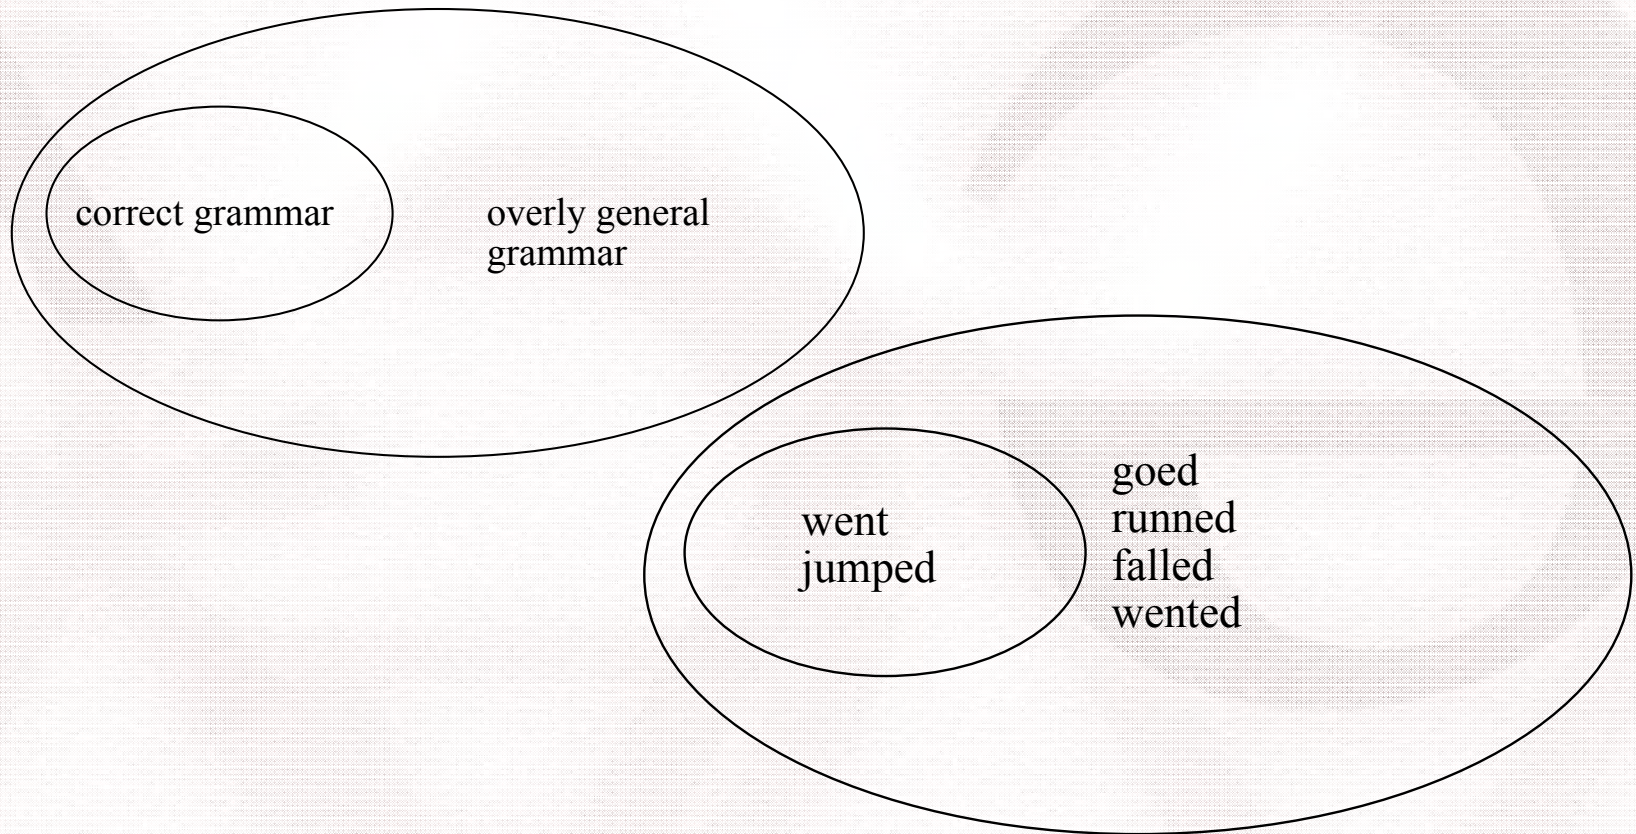 correct grammar
overly general
grammar
went
jumped
goed
runned
falled
wented